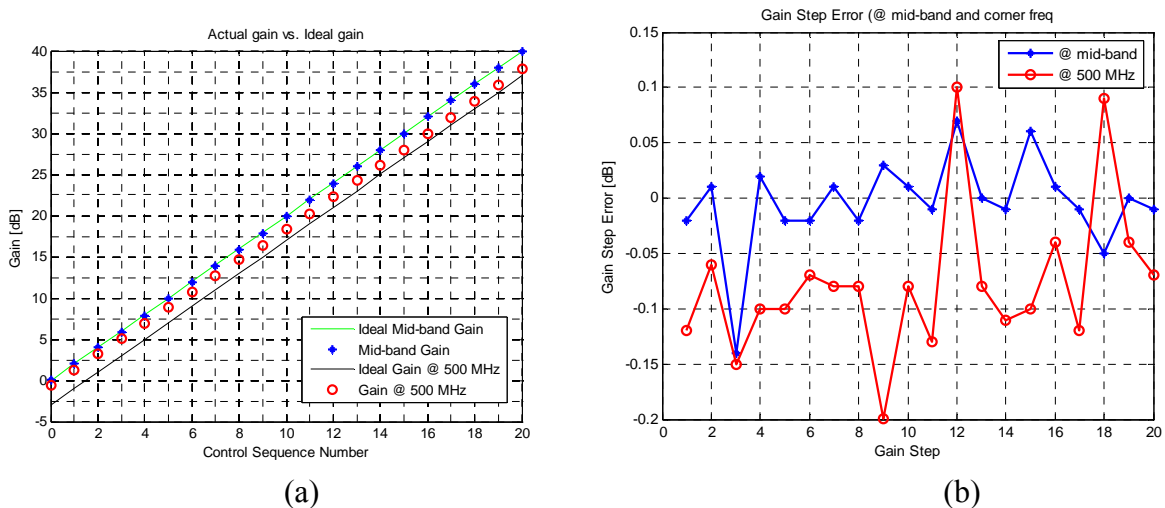 Actual gain vs. Ideal gain
40
35
30
25
20
15
10
5
0
-5
Gain [dB]
0 2 4 6 8 10 12 14 16 18 20
Control Sequence Number
Ideal Mid-band Gain
Mid-band Gain
Ideal Gain @ 500 MHz
Gain @ 500 MHz
(a)
Gain Step Error (@ mid-band and corner freq
0.15
0.1
0.05
0
-0.05
-0.1
-0.15
-0.2
Gain Step Error [dB]
0 2 4 6 8 10 12 14 16 18 20
Gain Step
@ mid-band
@ 500 MHz
(b)